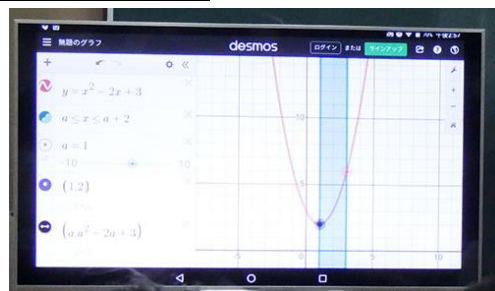 無題のグラフ
desmos
ログイン または サインアップ
y = x² − 2x + 3
a ≤ x ≤ a + 2
a = 1
-10 10
(1,2)
(a,a² − 2a + 3)
10
5
-5 0 5 10